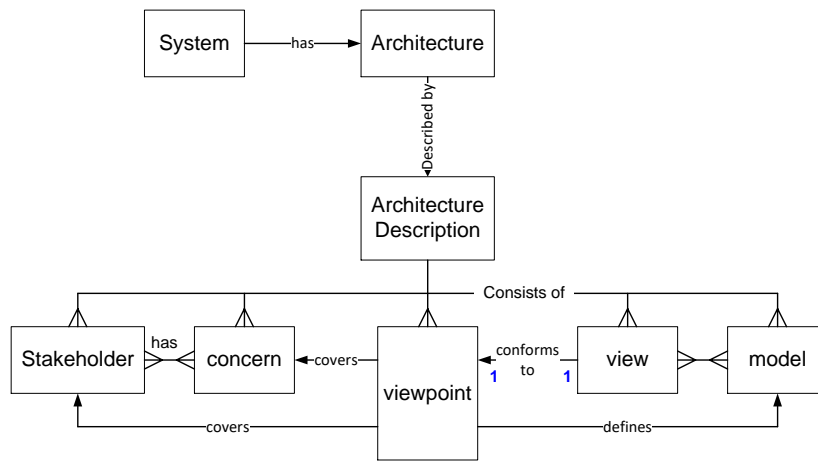 System
has
Architecture
Described by
Architecture
Description
Consists of
Stakeholder
has
concern
covers
viewpoint
conforms
to
1
1
view
model
covers
defines